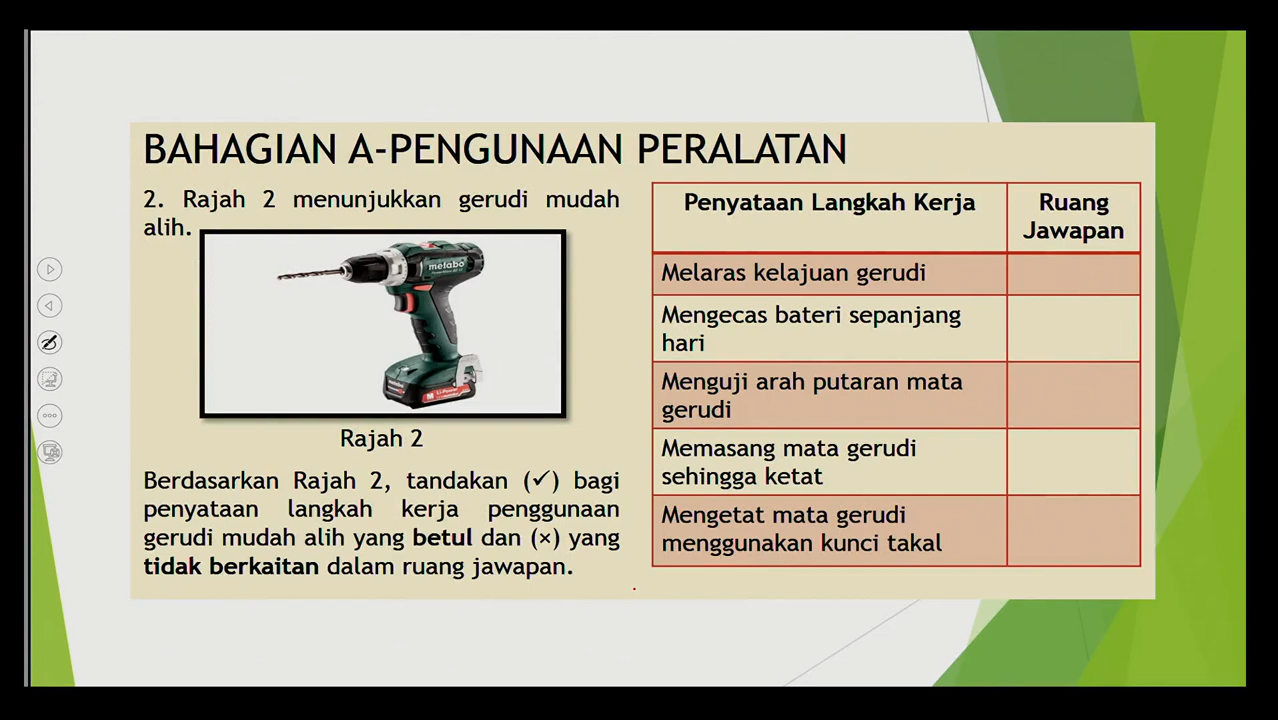 BAHAGIAN A-PENGUNAAN PERALATAN
2. Rajah 2 menunjukkan gerudi mudah
alih.
metabo
Rajah 2
Berdasarkan Rajah 2, tandakan (✓) bagi
penyataan langkah kerja penggunaan
gerudi mudah alih yang betul dan (×) yang
tidak berkaitan dalam ruang jawapan.
Penyataan Langkah Kerja
Ruang
Jawapan
Melaras kelajuan gerudi
Mengecas bateri sepanjang
hari
Menguji arah putaran mata
gerudi
Memasang mata gerudi
sehingga ketat
Mengetat mata gerudi
menggunakan kunci takal